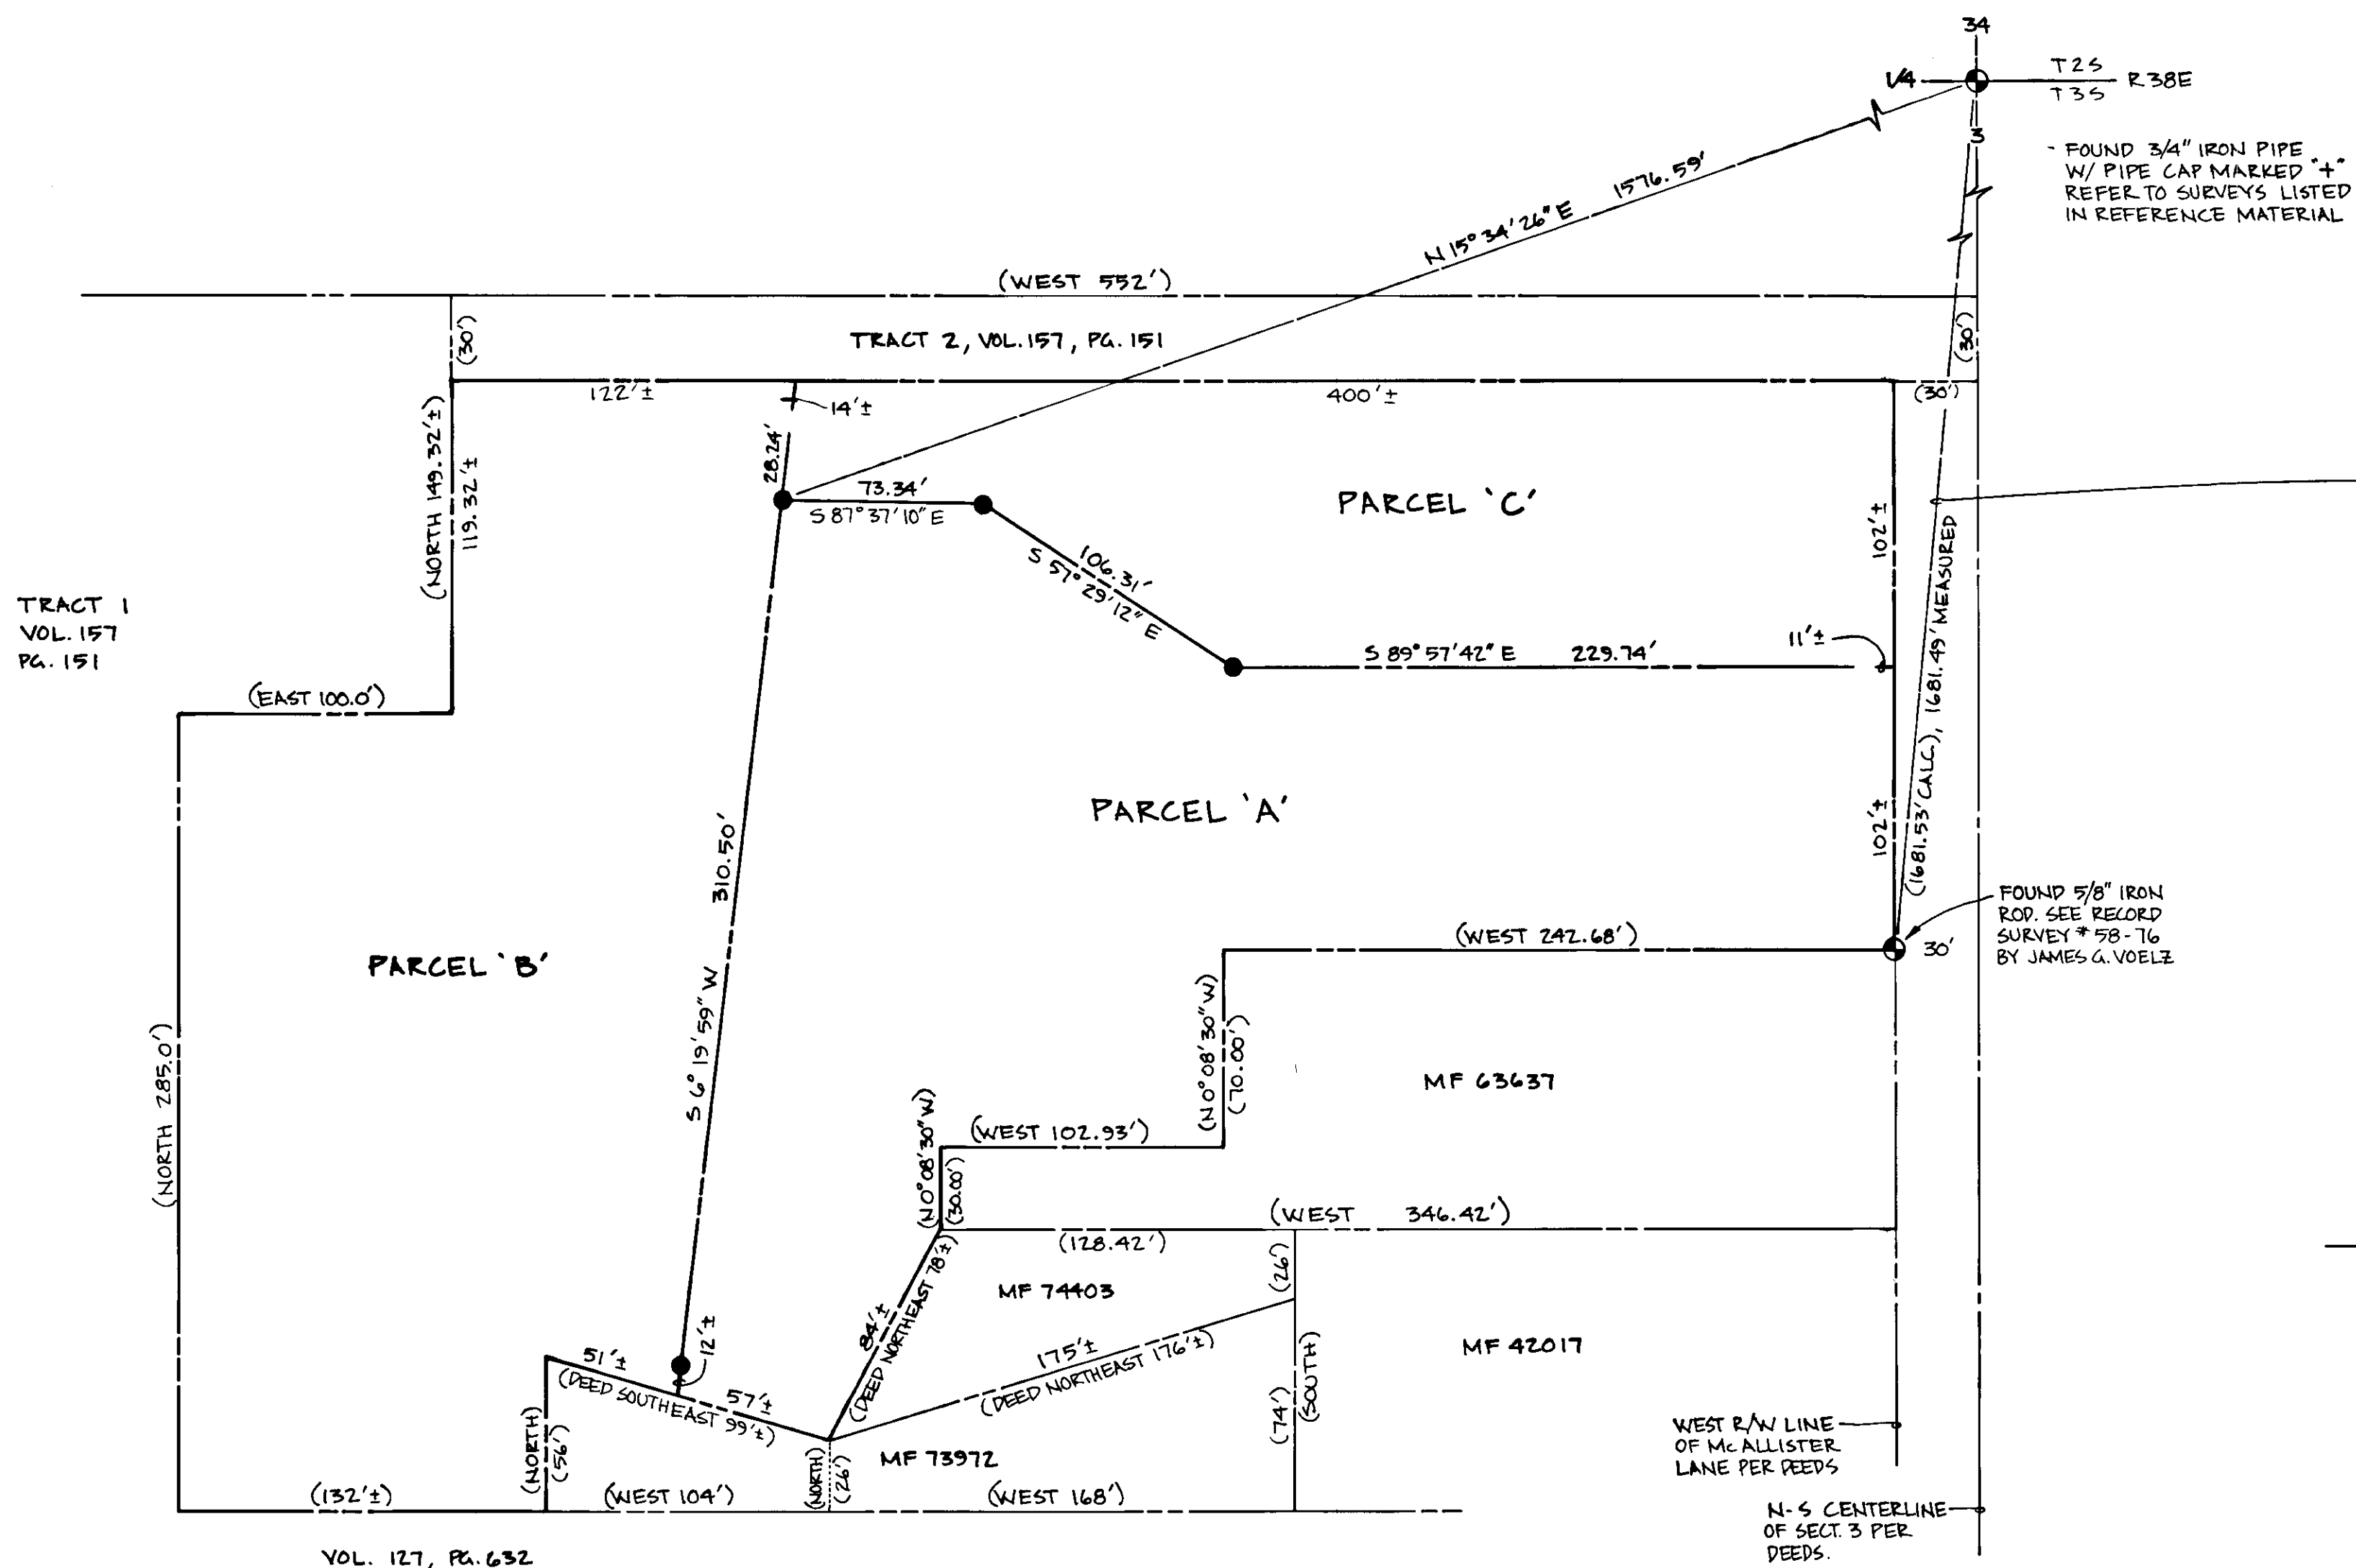 34
1/4
T2S
T3S
R38E
3
- FOUND 3/4" IRON PIPE
W/ PIPE CAP MARKED "+"
REFER TO SURVEYS LISTED
IN REFERENCE MATERIAL
N 15° 34' 26" E 1576.59'
(WEST 552')
(30')
TRACT 2, VOL. 157, PG. 151
(30')
122'±
14'±
400'±
(30')
(NORTH 149.32'±)
119.32'±
28.24'
73.34'
S 87° 37' 10" E
PARCEL 'C'
102'±
106.31'
S 57° 29' 12" E
TRACT 1
VOL. 157
PG. 151
S 89° 57' 42" E 229.74'
11'±
(1681.53' CALC.), 1681.49' MEASURED
(EAST 100.0')
PARCEL 'A'
102'±
S 6° 19' 59" W 310.50'
FOUND 5/8" IRON
ROD. SEE RECORD
SURVEY # 58-76
BY JAMES G. VOELZ
(WEST 242.68')
30'
PARCEL 'B'
(NORTH 285.0')
(N 0° 08' 30" W)
(70.00')
MF 63637
(WEST 102.93')
(N 0° 08' 30" W)
(30.00')
(WEST 346.42')
(128.42')
(26')
MF 74403
84'±
(DEED NORTHEAST 78'±)
12'±
51'±
57'±
(DEED SOUTHEAST 99'±)
175'±
(DEED NORTHEAST 176'±)
MF 42017
(74')
(SOUTH)
(NORTH)
(56')
(NORTH)
(26')
MF 73972
WEST R/W LINE
OF McALLISTER
LANE PER DEEDS
(132'±)
(WEST 104')
(WEST 168')
N-S CENTERLINE
OF SECT. 3 PER
DEEDS.
VOL. 127, PG. 632